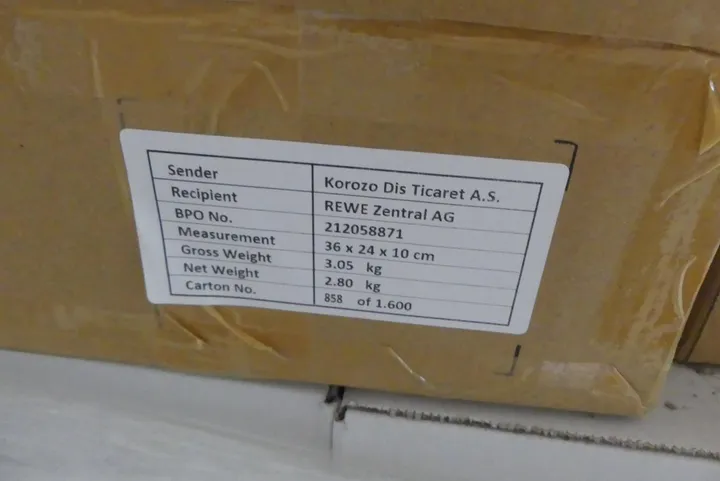 Sender Korozo Dis Ticaret A.S.
Recipient REWE Zentral AG
BPO No. 212058871
Measurement 36 x 24 x 10 cm
Gross Weight 3.05 kg
Net Weight 2.80 kg
Carton No. 858 of 1.600